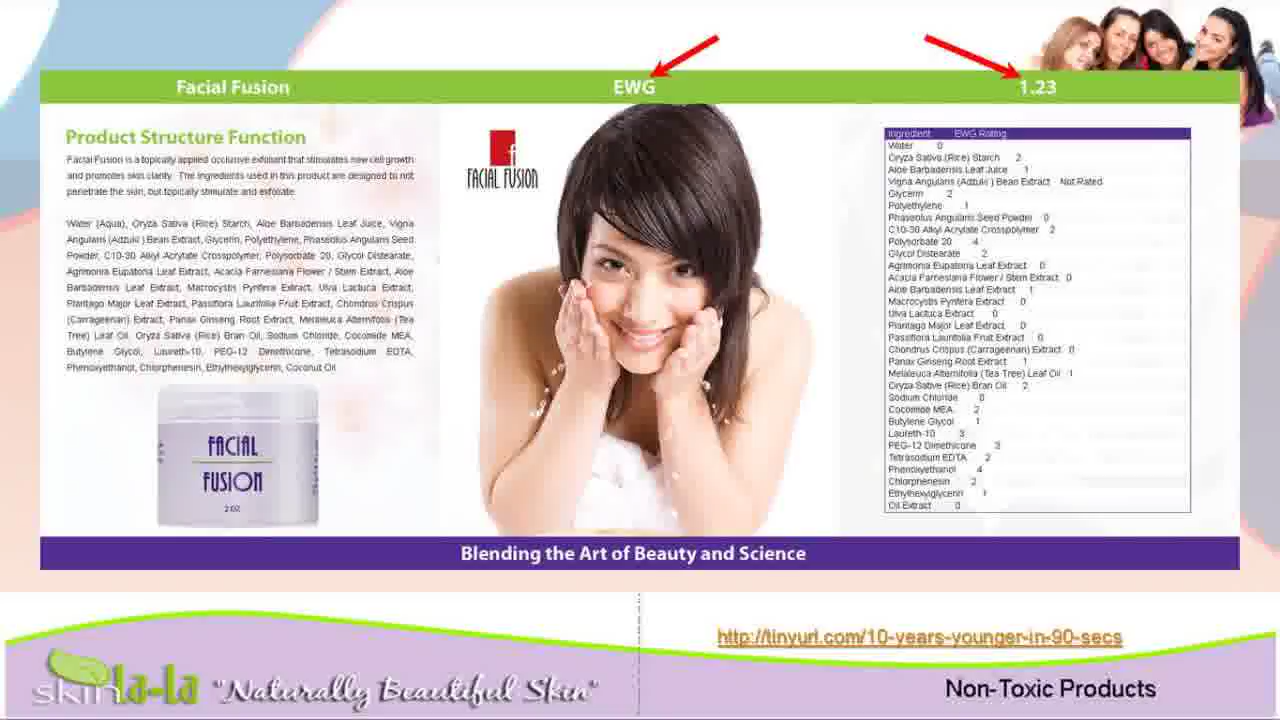 Facial Fusion EWG 1.23
Product Structure Function
Facial Fusion is a topically applied occlusive exfoliant that stimulates new cell growth
and promotes skin clarity. The ingredients used in this product are designed to not
penetrate the skin, but topically stimulate and exfoliate.
Water (Aqua), Oryza Sativa (Rice) Starch, Aloe Barbadensis Leaf Juice, Vigna
Angularis (Adzuki) Bean Extract, Glycerin, Polyethylene, Phaseolus Angularis Seed
Powder, C10-30 Alkyl Acrylate Crosspolymer, Polysorbate 20, Glycol Distearate,
Agrimonia Eupatoria Leaf Extract, Acacia Farnesiana Flower / Stem Extract, Aloe
Barbadensis Leaf Extract, Macrocystis Pyrifera Extract, Ulva Lactuca Extract,
Plantago Major Leaf Extract, Passiflora Laurifolia Fruit Extract, Chondrus Crispus
(Carrageenan) Extract, Panax Ginseng Root Extract, Melaleuca Alternifolia (Tea
Tree) Leaf Oil, Oryza Sativa (Rice) Bran Oil, Sodium Chloride, Cocomide MEA,
Butylene Glycol, Laureth-10, PEG-12 Dimethicone, Tetrasodium EDTA,
Phenoxyethanol, Chlorphenesin, Ethylhexyglycerin, Coconut Oil
FACIAL
FUSION
2 OZ
f
FACIAL FUSION
Ingredient EWG Rating
Water 0
Oryza Sativa (Rice) Starch 2
Aloe Barbadensis Leaf Juice 1
Vigna Angularis (Adzuki ) Bean Extract Not Rated
Glycerin 2
Polyethylene 1
Phaseolus Angularis Seed Powder 0
C10-30 Alkyl Acrylate Crosspolymer 2
Polysorbate 20 4
Glycol Distearate 2
Agrimonia Eupatoria Leaf Extract 0
Acacia Farnesiana Flower / Stem Extract 0
Aloe Barbadensis Leaf Extract 1
Macrocystis Pyrifera Extract 0
Ulva Lactuca Extract 0
Plantago Major Leaf Extract 0
Passiflora Laurifolia Fruit Extract 0
Chondrus Crispus (Carrageenan) Extract 0
Panax Ginseng Root Extract 1
Melaleuca Alternifolia (Tea Tree) Leaf Oil 1
Oryza Sative (Rice) Bran Oil 2
Sodium Chloride 0
Cocomide MEA 2
Butylene Glycol 1
Laureth-10 3
PEG-12 Dimethicone 3
Tetrasodium EDTA 2
Phenoxyethanol 4
Chlorphenesin 2
Ethylhexyglycerin 1
Oil Extract 0
Blending the Art of Beauty and Science
http://tinyurl.com/10-years-younger-in-90-secs
skin la-la "Naturally Beautiful Skin"
Non-Toxic Products